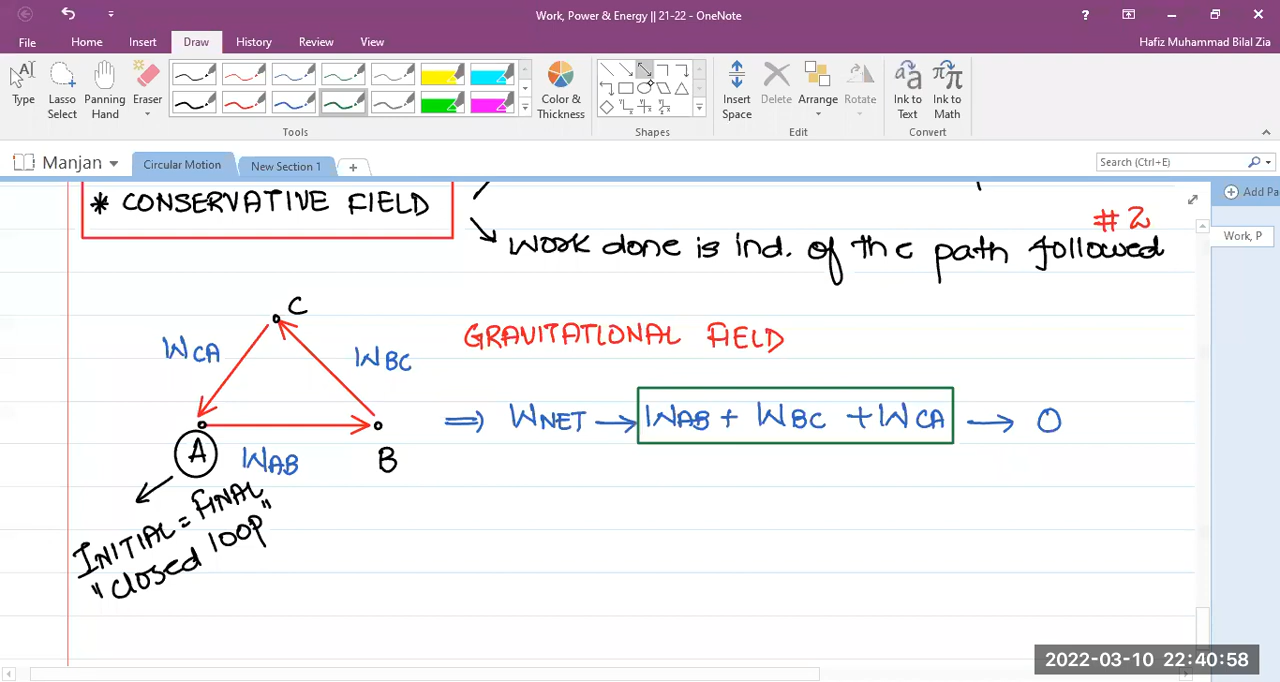 Work, Power & Energy || 21-22 - OneNote
?
File Home Insert Draw History Review View
Hafiz Muhammad Bilal Zia
Type
Lasso Select
Panning Hand
Eraser
Color & Thickness
Insert Space
Delete
Arrange
Rotate
Ink to Text
Ink to Math
Tools
Shapes
Edit
Convert
Manjan
Circular Motion
New Section 1
Search (Ctrl+E)
Add Pa
Work, P
* CONSERVATIVE FIELD
#2
Work done is ind. of the path followed
C
GRAVITATIONAL FIELD
WCA
WBC
⇒ WNET → WAB + WBC + WCA → 0
A
WAB
B
INITIAL = FINAL
"closed loop"
2022-03-10 22:40:58